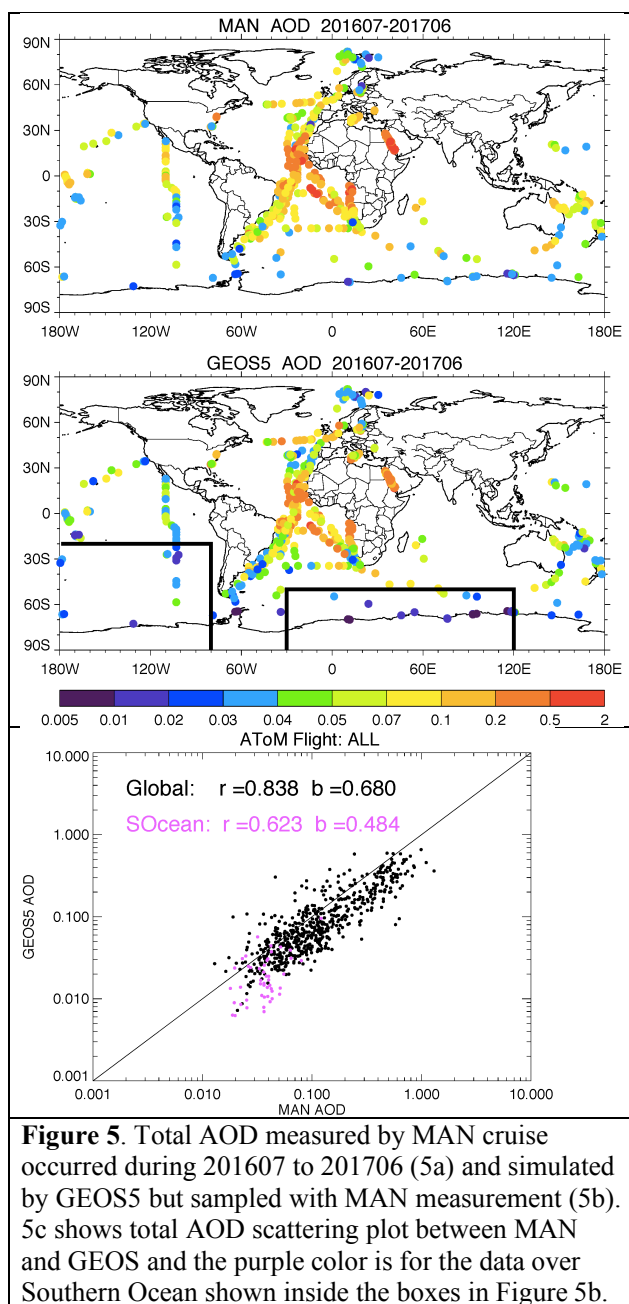 MAN AOD 201607-201706
90N
60N
30N
0
30S
60S
90S
180W 120W 60W 0 60E 120E 180E
GEOS5 AOD 201607-201706
90N
60N
30N
0
30S
60S
90S
180W 120W 60W 0 60E 120E 180E
0.005 0.01 0.02 0.03 0.04 0.05 0.07 0.1 0.2 0.5 2
AToM Flight: ALL
Global: r =0.838 b =0.680
SOcean: r =0.623 b =0.484
10.000
1.000
0.100
0.010
0.001
GEOS5 AOD
0.001 0.010 0.100 1.000 10.000
MAN AOD
Figure 5. Total AOD measured by MAN cruise
occurred during 201607 to 201706 (5a) and simulated
by GEOS5 but sampled with MAN measurement (5b).
5c shows total AOD scattering plot between MAN
and GEOS and the purple color is for the data over
Southern Ocean shown inside the boxes in Figure 5b.